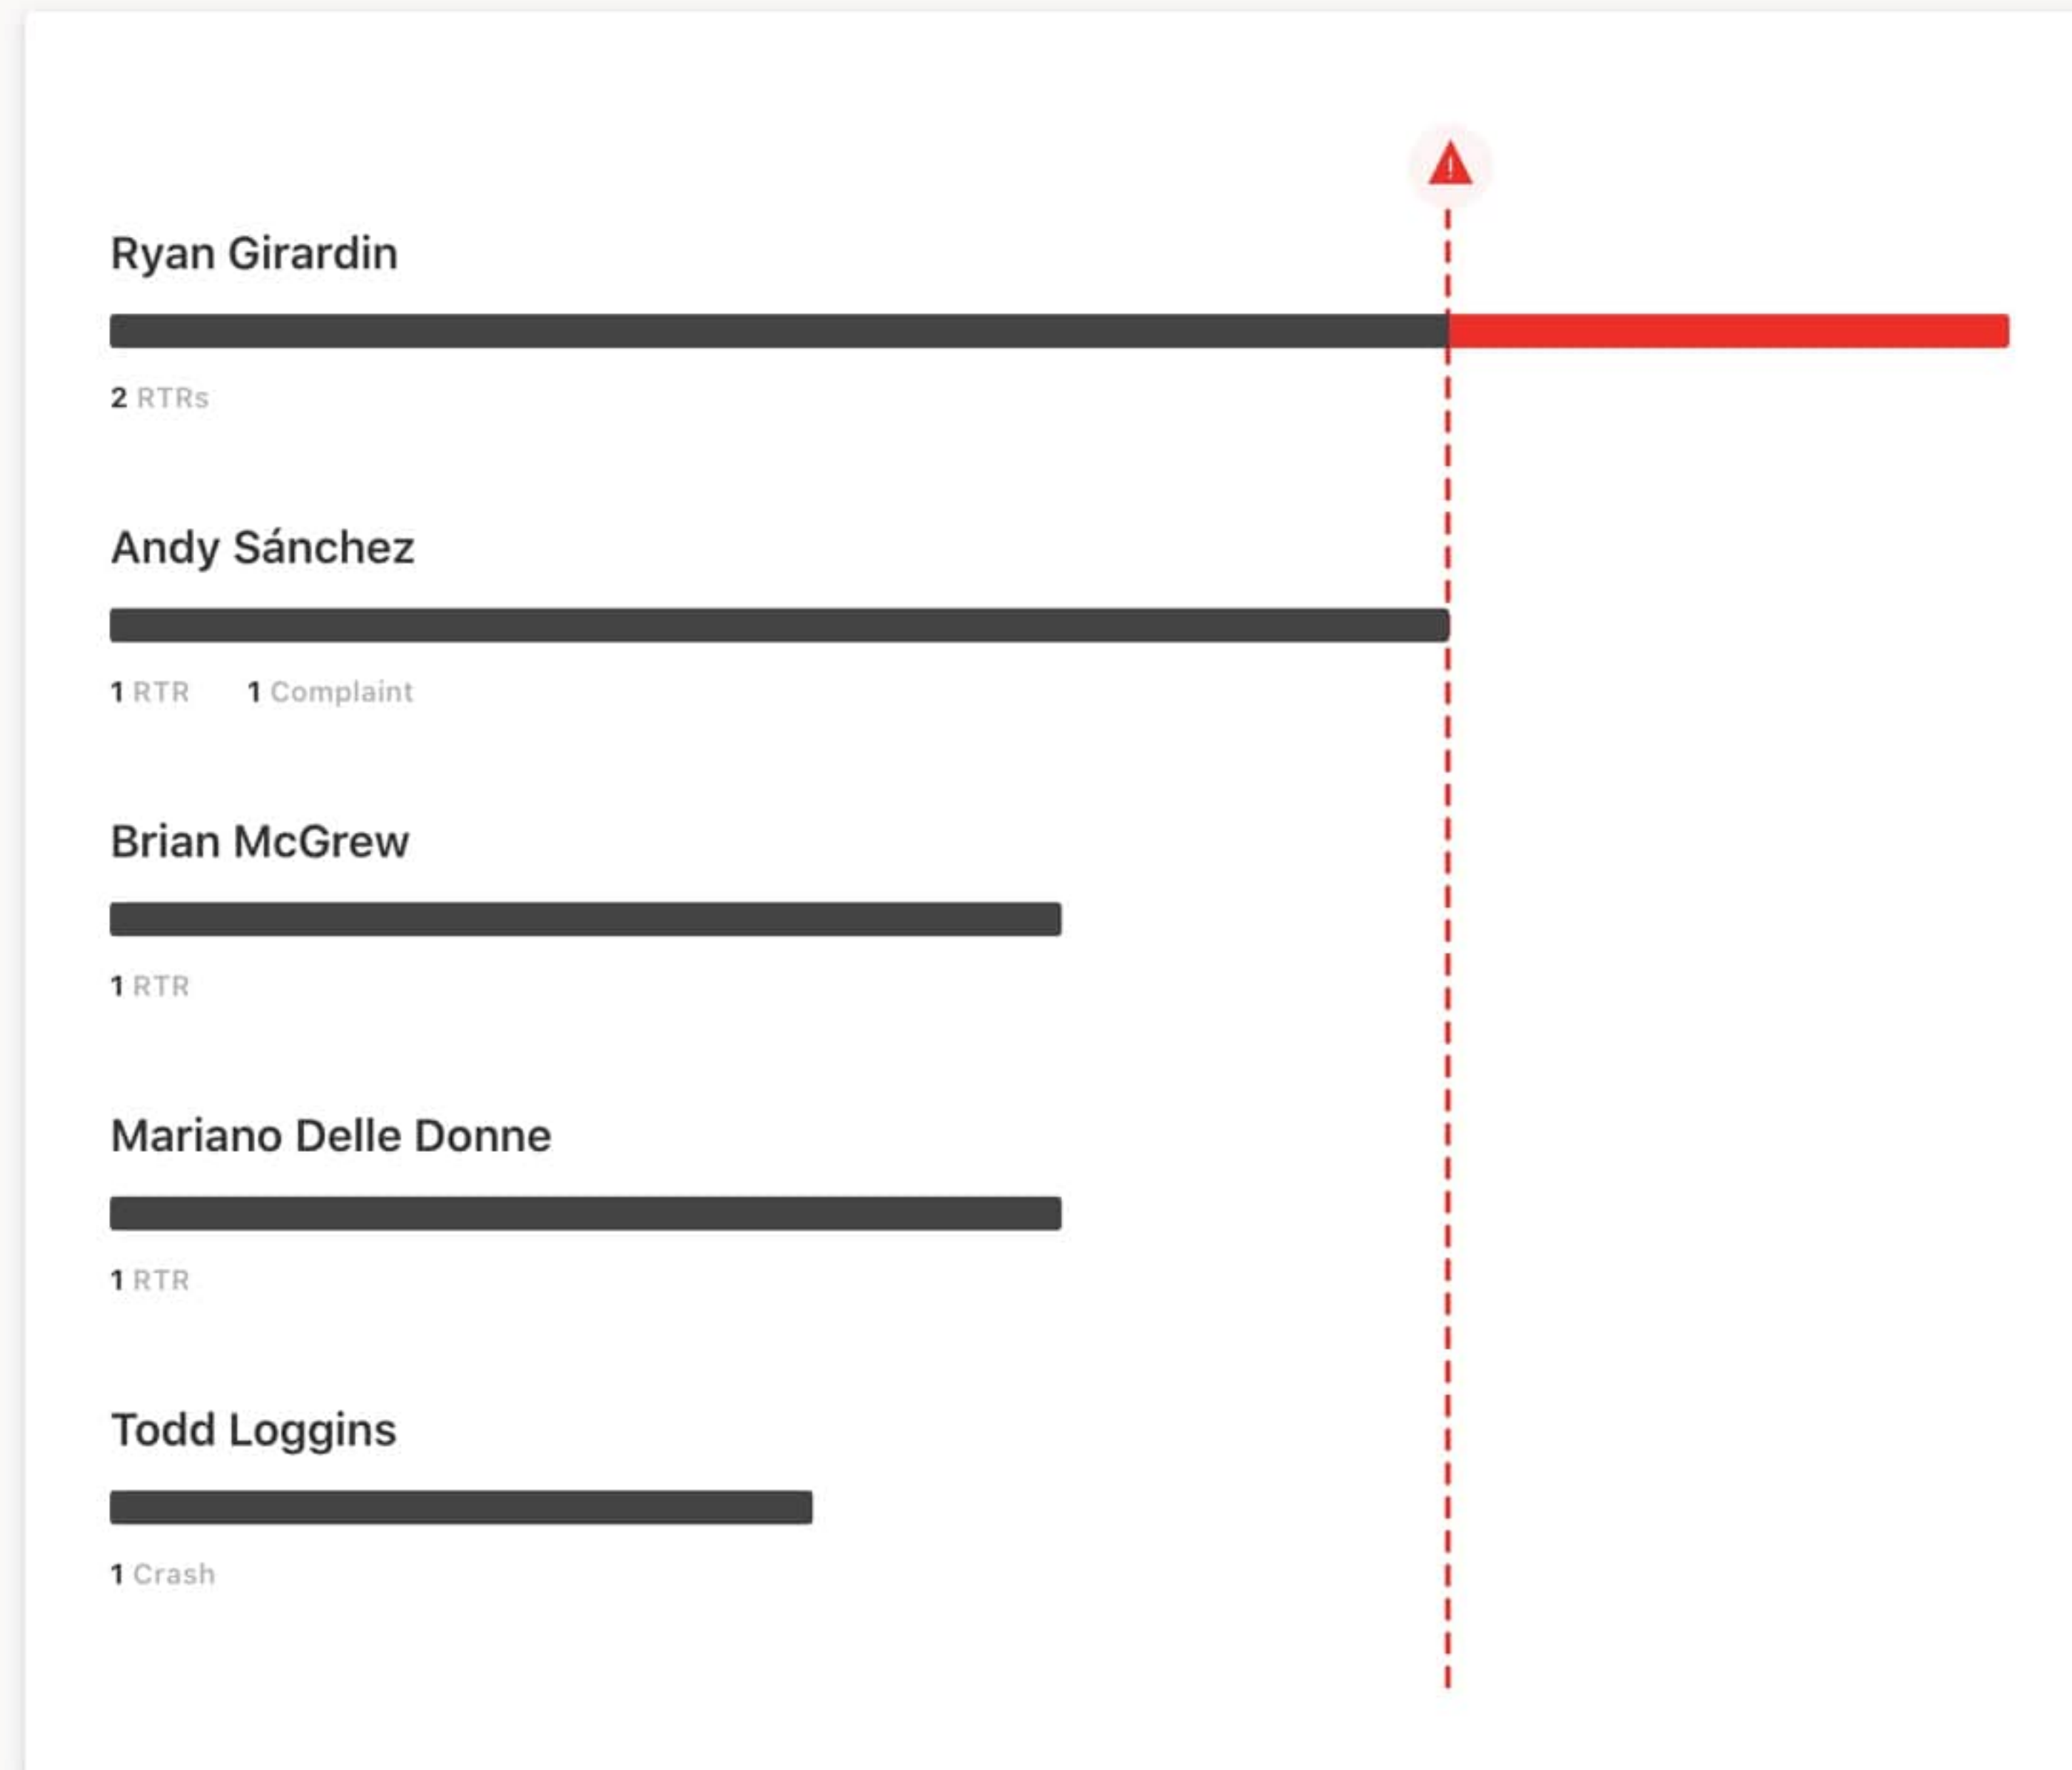 Ryan Girardin
2 RTRs
Andy Sánchez
1 RTR 1 Complaint
Brian McGrew
1 RTR
Mariano Delle Donne
1 RTR
Todd Loggins
1 Crash